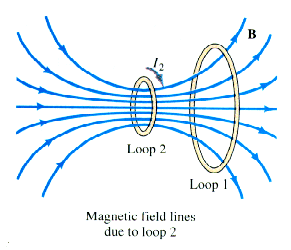 B
I₂
Loop 2
Loop 1
Magnetic field lines
due to loop 2